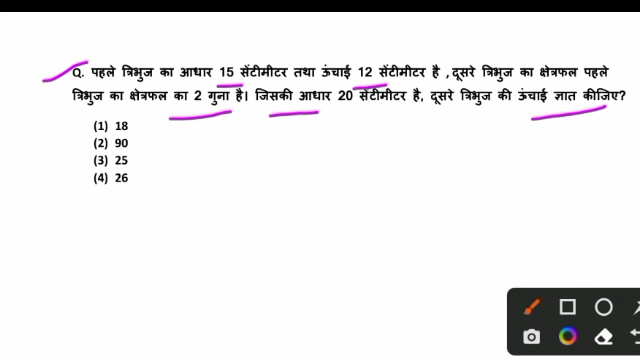 Q. पहले त्रिभुज का आधार 15 सेंटीमीटर तथा ऊंचाई 12 सेंटीमीटर है ,दूसरे त्रिभुज का क्षेत्रफल पहले
त्रिभुज का क्षेत्रफल का 2 गुना है। जिसकी आधार 20 सेंटीमीटर है, दूसरे त्रिभुज की ऊंचाई ज्ञात कीजिए?
(1) 18
(2) 90
(3) 25
(4) 26